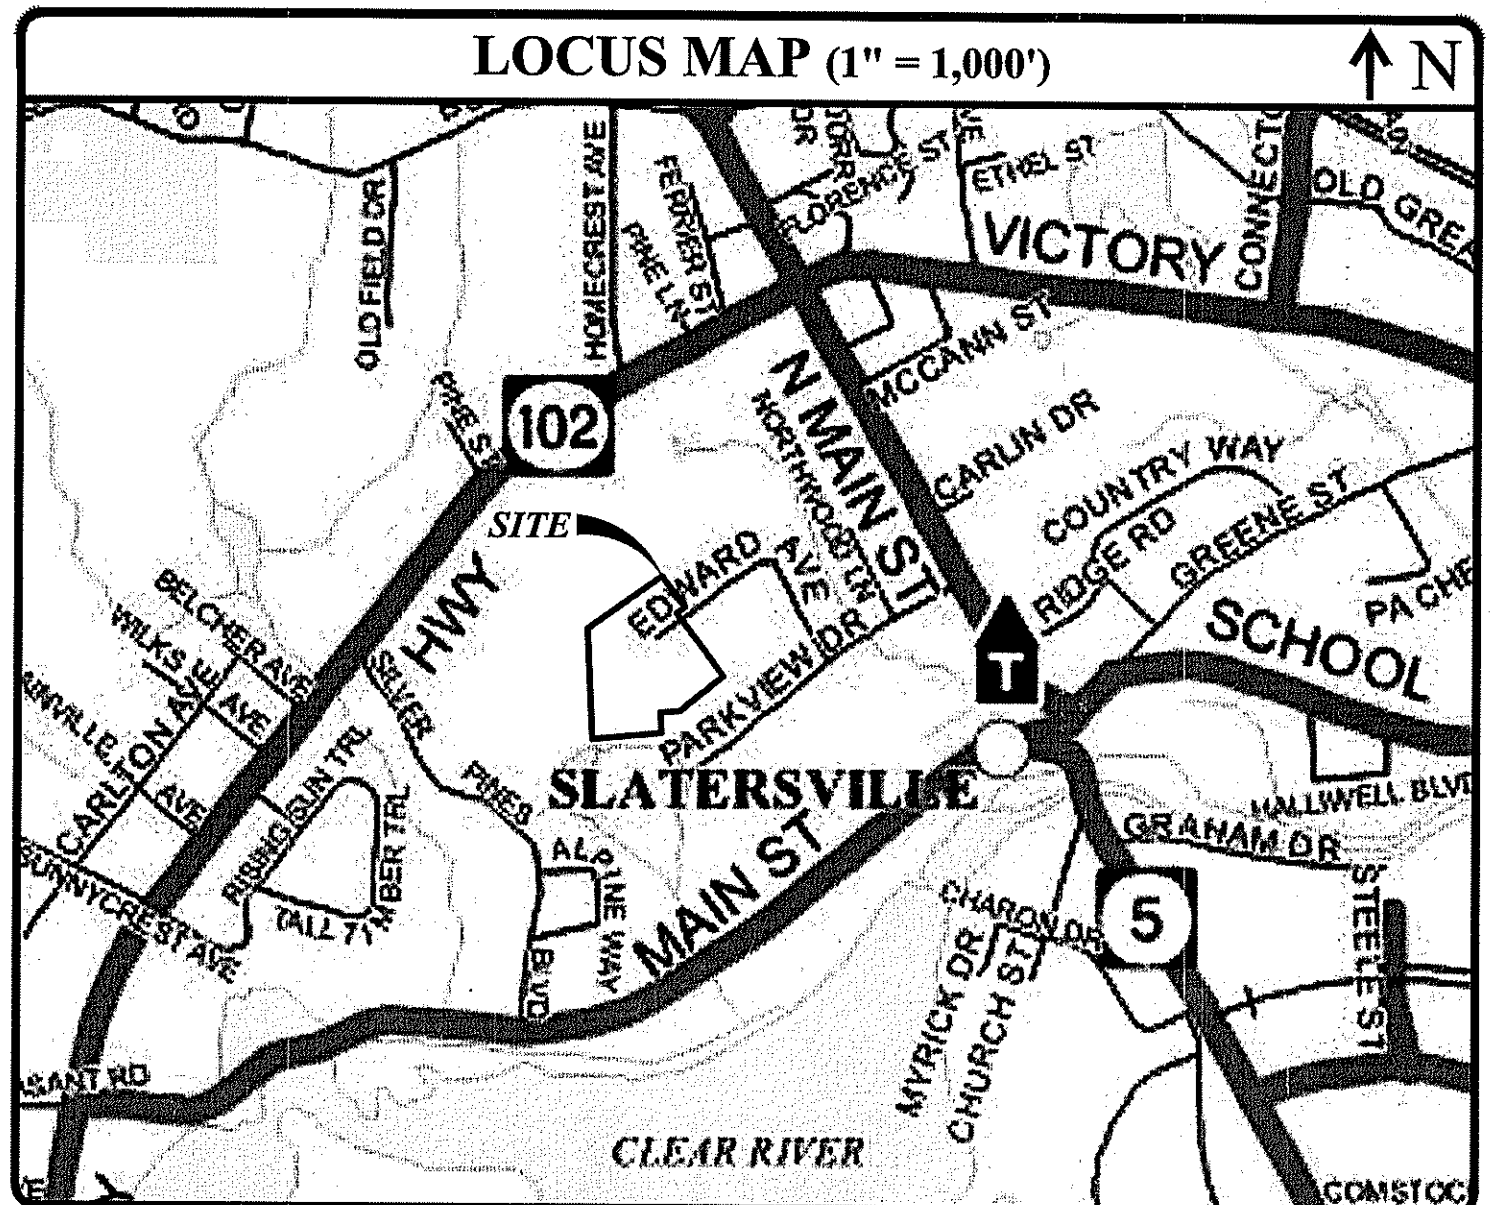 LOCUS MAP (1" = 1,000')
N
HOMECREST AVE
OLD FIELD DR
FERRIER ST
PINE LN
DR
FLORENCE ST
ETHEL ST
VICTORY
HWY
OLD GREA
102
PINE ST
N MAIN ST
NORTHWOOD LN
MCCANN ST
CARLIN DR
COUNTRY WAY
RIDGE RD
GREENE ST
SCHOOL
SITE
EDWARD AVE
PARKVIEW DR
T
BELCHER AVE
WILKS
AVE
CARLTON AVE
AVE
SUNNYCREST AVE
RISING SUN TRL
TALL TIMBER TRL
SILVER
PINES
BLVD
ALPINE WAY
SLATERSVILLE
MAIN ST
HALLIWELL BLVD
GRAHAM DR
STEELE ST
5
CHARON DR
MYRICK DR
CHURCH ST
ASANT RD
CLEAR RIVER
COMSTOC